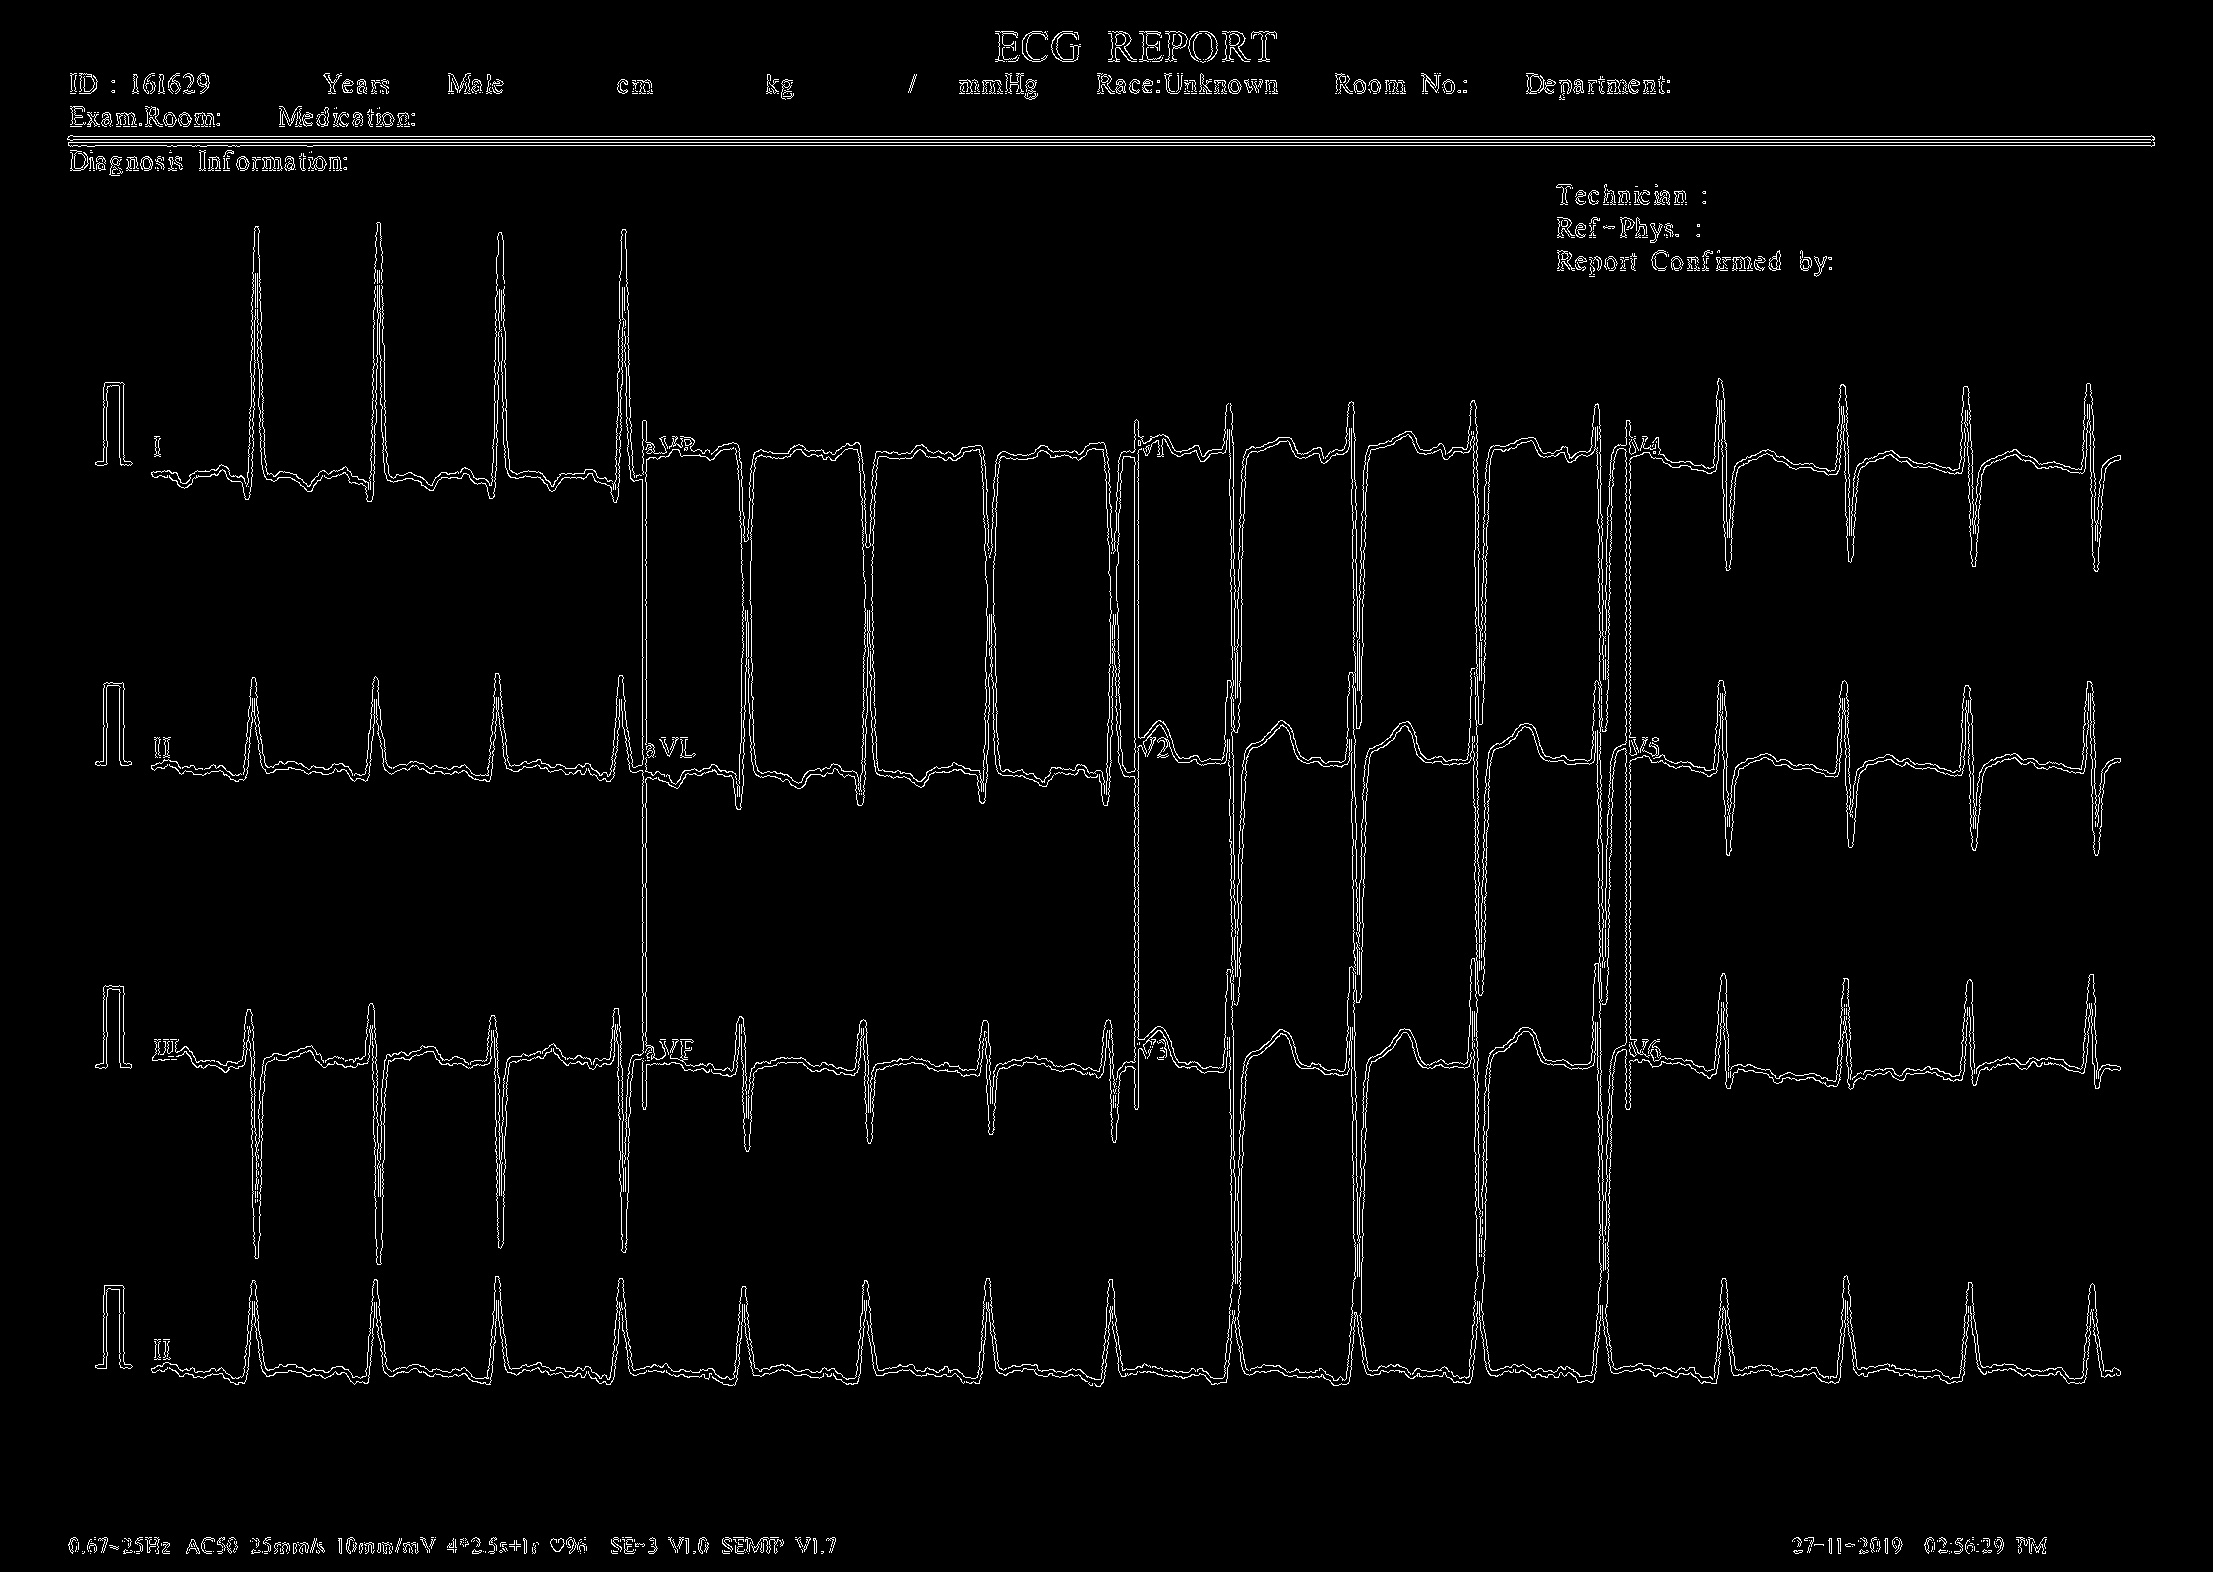 ECG REPORT
ID : 161629 Years Male cm kg / mmHg Race:Unknown Room No.: Department:
Exam.Room: Medication:
Diagnosis Information:
Technician :
Ref-Phys. :
Report Confirmed by:
I aVR V1 V4
II aVL V2 V5
III aVF V3 V6
II
0.67~25Hz AC50 25mm/s 10mm/mV 4*2.5s+1r ♡96 SE-3 V1.0 SEMIP V1.7
27-11-2019 02:56:29 PM